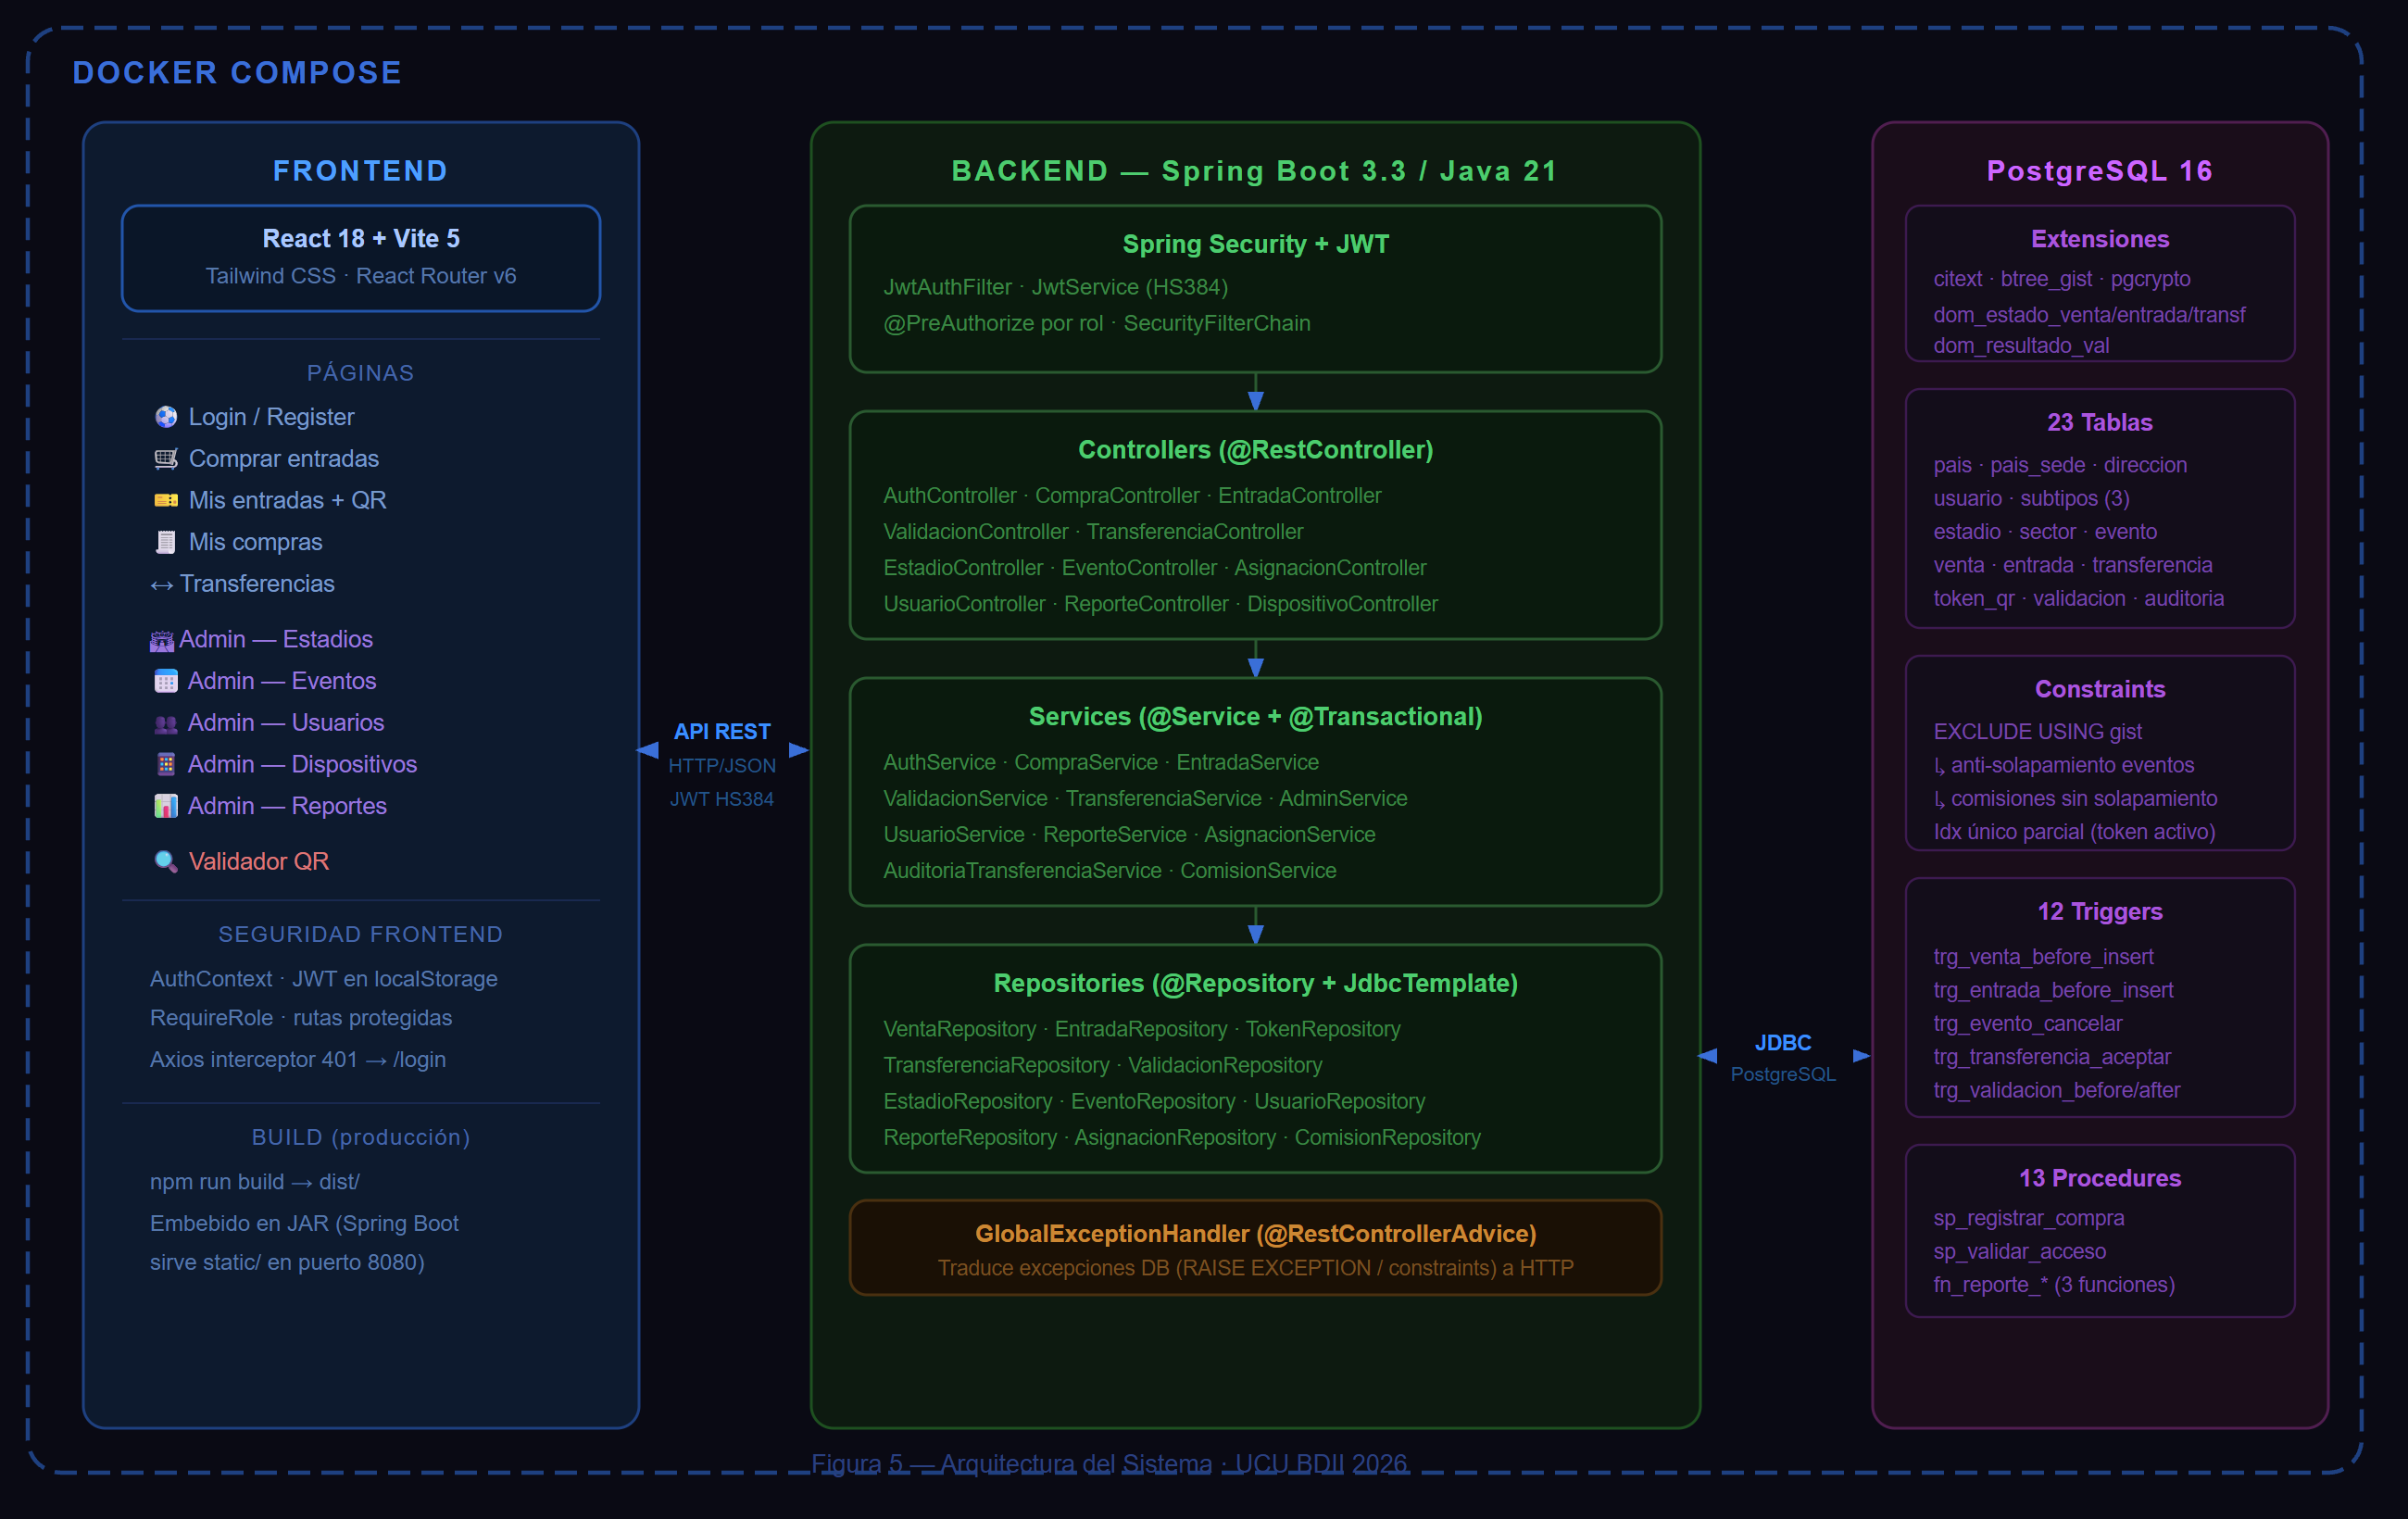 DOCKER COMPOSE
FRONTEND
React 18 + Vite 5
Tailwind CSS · React Router v6
PÁGINAS
Login / Register
Comprar entradas
Mis entradas + QR
Mis compras
↔ Transferencias
Admin — Estadios
Admin — Eventos
Admin — Usuarios
Admin — Dispositivos
Admin — Reportes
Validador QR
SEGURIDAD FRONTEND
AuthContext · JWT en localStorage
RequireRole · rutas protegidas
Axios interceptor 401 → /login
BUILD (producción)
npm run build → dist/
Embebido en JAR (Spring Boot
sirve static/ en puerto 8080)
API REST
HTTP/JSON
JWT HS384
BACKEND — Spring Boot 3.3 / Java 21
Spring Security + JWT
JwtAuthFilter · JwtService (HS384)
@PreAuthorize por rol · SecurityFilterChain
Controllers (@RestController)
AuthController · CompraController · EntradaController
ValidacionController · TransferenciaController
EstadioController · EventoController · AsignacionController
UsuarioController · ReporteController · DispositivoController
Services (@Service + @Transactional)
AuthService · CompraService · EntradaService
ValidacionService · TransferenciaService · AdminService
UsuarioService · ReporteService · AsignacionService
AuditoriaTransferenciaService · ComisionService
Repositories (@Repository + JdbcTemplate)
VentaRepository · EntradaRepository · TokenRepository
TransferenciaRepository · ValidacionRepository
EstadioRepository · EventoRepository · UsuarioRepository
ReporteRepository · AsignacionRepository · ComisionRepository
GlobalExceptionHandler (@RestControllerAdvice)
Traduce excepciones DB (RAISE EXCEPTION / constraints) a HTTP
JDBC
PostgreSQL
PostgreSQL 16
Extensiones
citext · btree_gist · pgcrypto
dom_estado_venta/entrada/transf
dom_resultado_val
23 Tablas
pais · pais_sede · direccion
usuario · subtipos (3)
estadio · sector · evento
venta · entrada · transferencia
token_qr · validacion · auditoria
Constraints
EXCLUDE USING gist
↳ anti-solapamiento eventos
↳ comisiones sin solapamiento
Idx único parcial (token activo)
12 Triggers
trg_venta_before_insert
trg_entrada_before_insert
trg_evento_cancelar
trg_transferencia_aceptar
trg_validacion_before/after
13 Procedures
sp_registrar_compra
sp_validar_acceso
fn_reporte_* (3 funciones)
Figura 5 — Arquitectura del Sistema · UCU BDII 2026